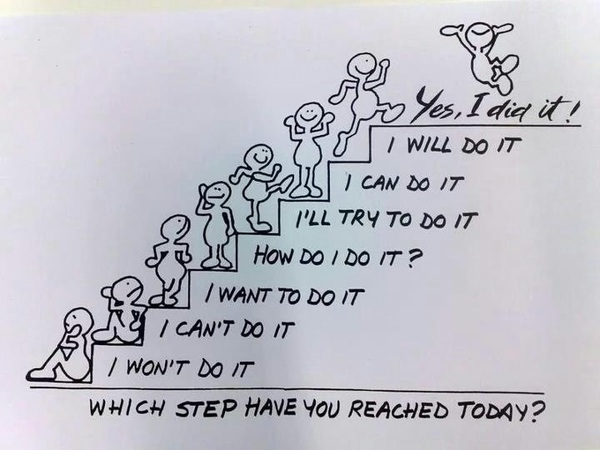 Yes, I did it!
I WILL DO IT
I CAN DO IT
I'LL TRY TO DO IT
HOW DO I DO IT?
I WANT TO DO IT
I CAN'T DO IT
I WON'T DO IT
WHICH STEP HAVE YOU REACHED TODAY?